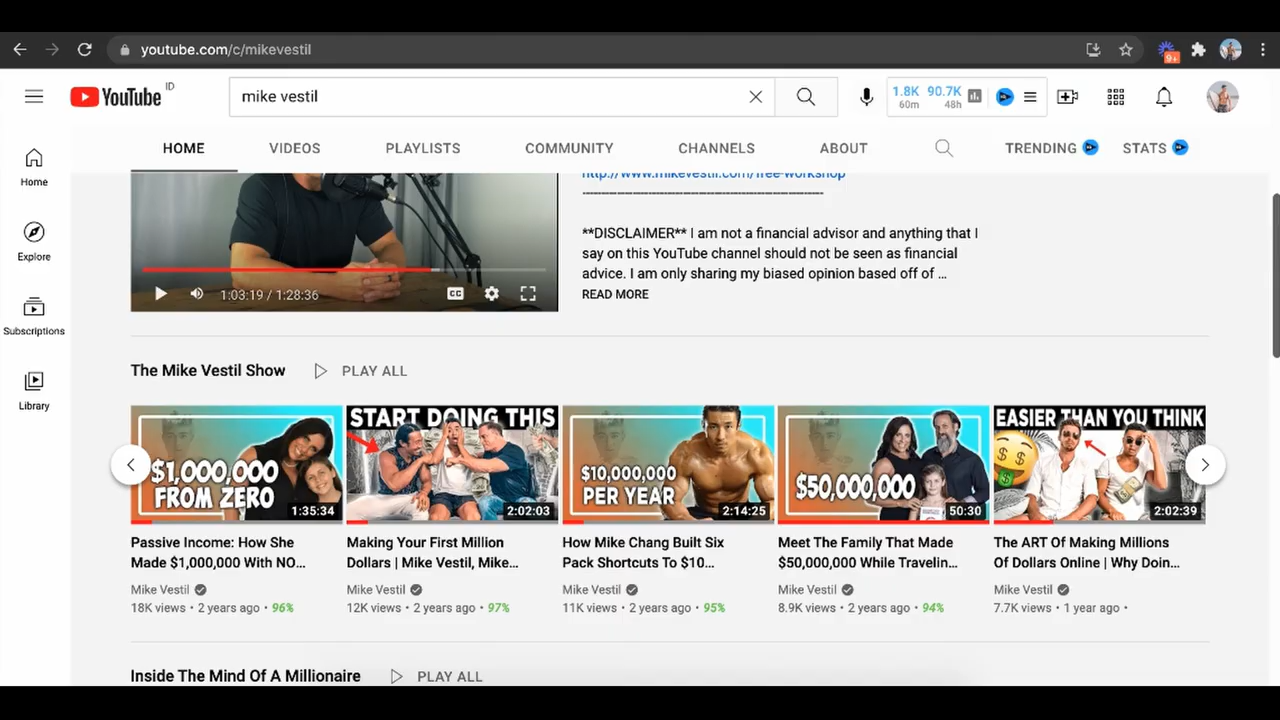 youtube.com/c/mikevestil
9+
YouTube ID
mike vestil
1.8K 90.7K
60m 48h
HOME VIDEOS PLAYLISTS COMMUNITY CHANNELS ABOUT TRENDING STATS
Home
Explore
Subscriptions
Library
http://www.mikevestil.com/free-workshop
**DISCLAIMER** I am not a financial advisor and anything that I
say on this YouTube channel should not be seen as financial
advice. I am only sharing my biased opinion based off of ...
READ MORE
1:03:19 / 1:28:36
CC
The Mike Vestil Show PLAY ALL
$1,000,000
FROM ZERO
1:35:34
Passive Income: How She
Made $1,000,000 With NO...
Mike Vestil
18K views • 2 years ago • 96%
START DOING THIS
2:02:03
Making Your First Million
Dollars | Mike Vestil, Mike...
Mike Vestil
12K views • 2 years ago • 97%
$10,000,000
PER YEAR
2:14:25
How Mike Chang Built Six
Pack Shortcuts To $10...
Mike Vestil
11K views • 2 years ago • 95%
$50,000,000
50:30
Meet The Family That Made
$50,000,000 While Travelin...
Mike Vestil
8.9K views • 2 years ago • 94%
EASIER THAN YOU THINK
2:02:39
The ART Of Making Millions
Of Dollars Online | Why Doin...
Mike Vestil
7.7K views • 1 year ago •
Inside The Mind Of A Millionaire PLAY ALL